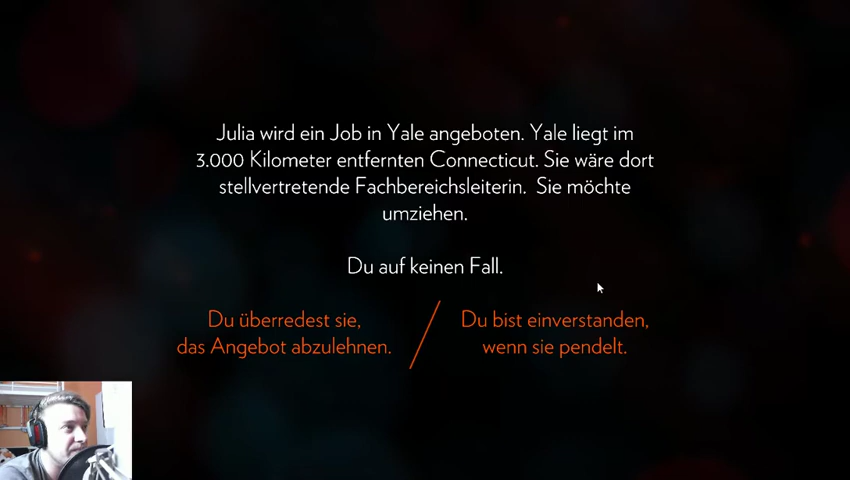 Julia wird ein Job in Yale angeboten. Yale liegt im
3.000 Kilometer entfernten Connecticut. Sie wäre dort
stellvertretende Fachbereichsleiterin. Sie möchte
umziehen.
Du auf keinen Fall.
Du überredest sie,
das Angebot abzulehnen.
Du bist einverstanden,
wenn sie pendelt.